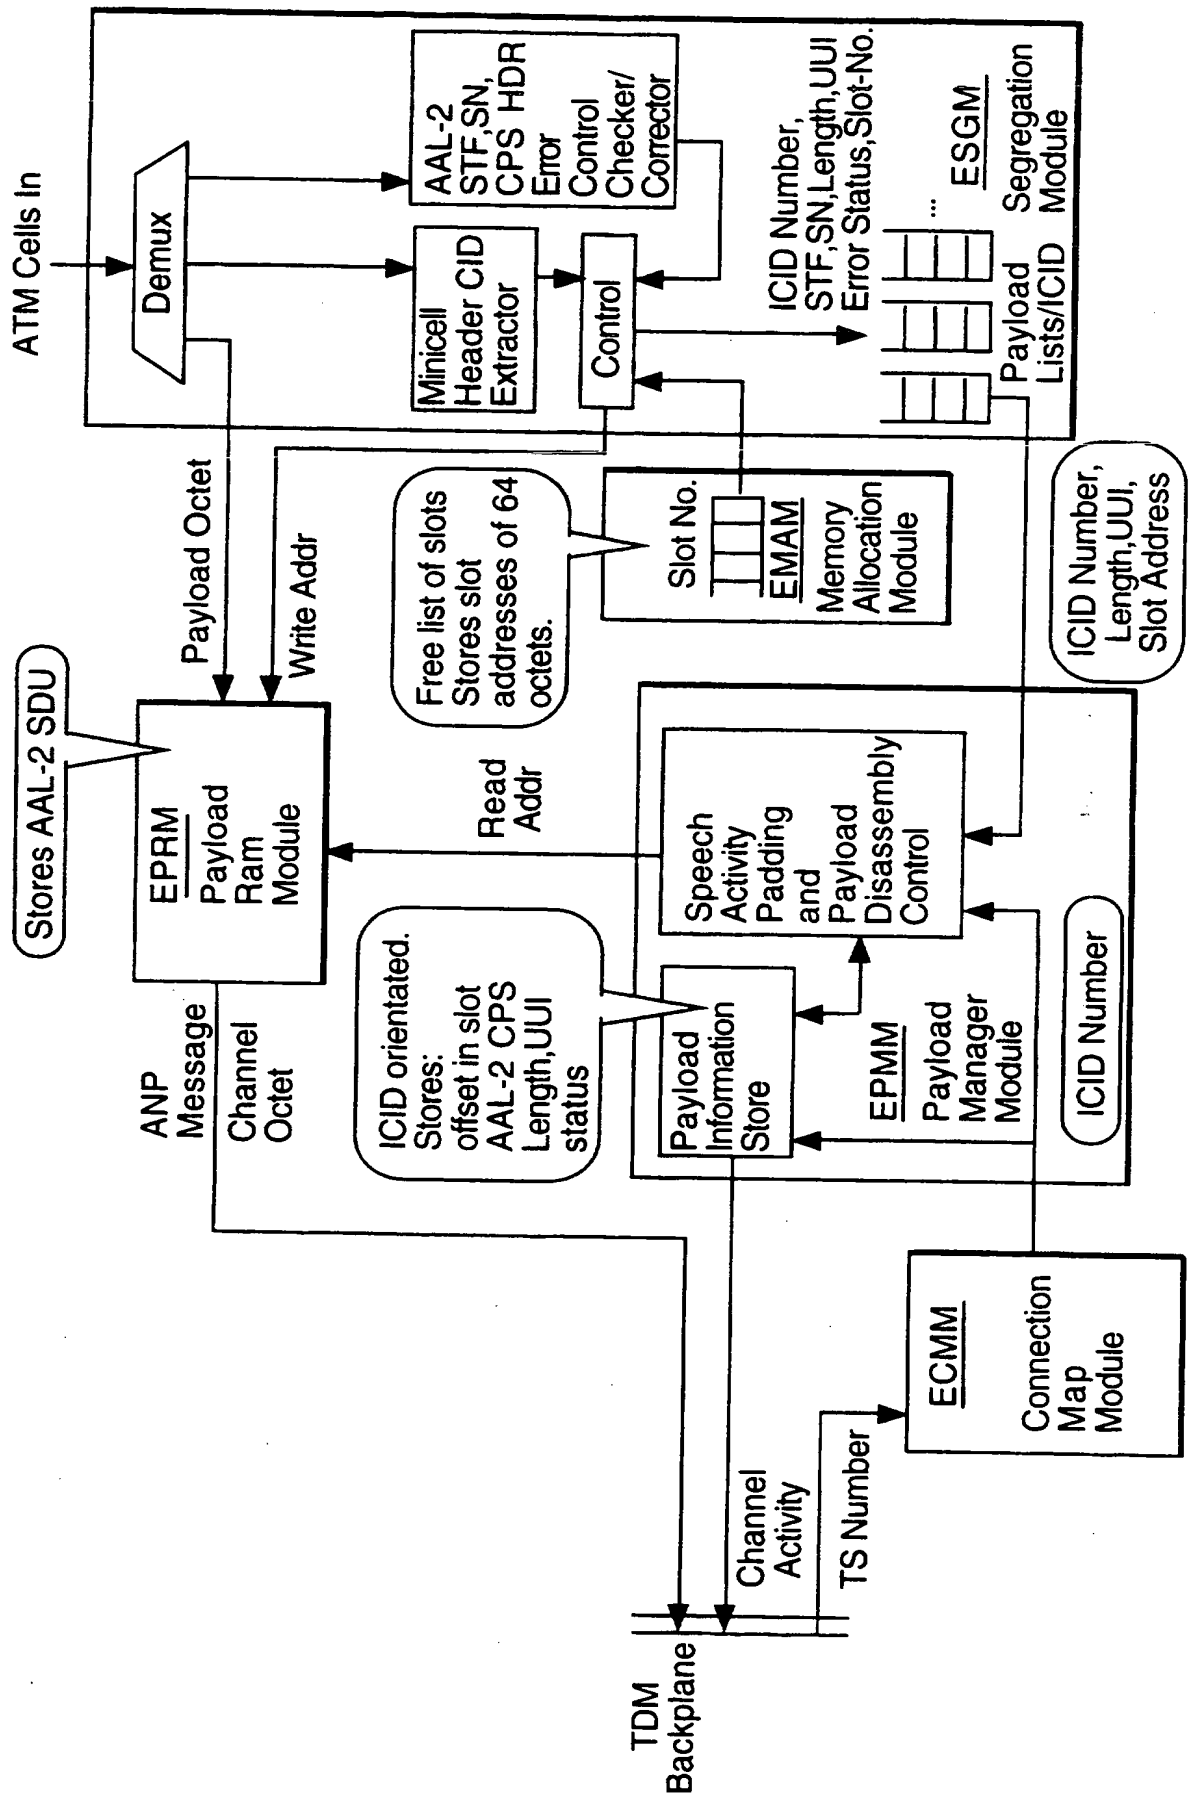 Stores AAL-2 SDU
ATM Cells In
EPRM
Payload
Ram
Module
Payload Octet
Write Addr
Demux
ANP
Message
Channel
Octet
Read
Addr
Free list of slots
Stores slot
addresses of 64
octets.
Minicell
Header CID
Extractor
AAL-2
STF,SN,
CPS HDR
Error
Control
Checker/
Corrector
Control
ICID orientated.
Stores:
offset in slot
AAL-2 CPS
Length,UUI
status
Slot No.
EMAM
Memory
Allocation
Module
ICID Number,
STF,SN,Length,UUI
Error Status,Slot-No.
...
ESGM
Payload
Lists/ICID
Segregation
Module
Payload
Information
Store
Speech
Activity
Padding
and
Payload
Disassembly
Control
EPMM
Payload
Manager
Module
ICID Number
ICID Number,
Length,UUI,
Slot Address
TDM
Backplane
Channel
Activity
TS Number
ECMM
Connection
Map
Module